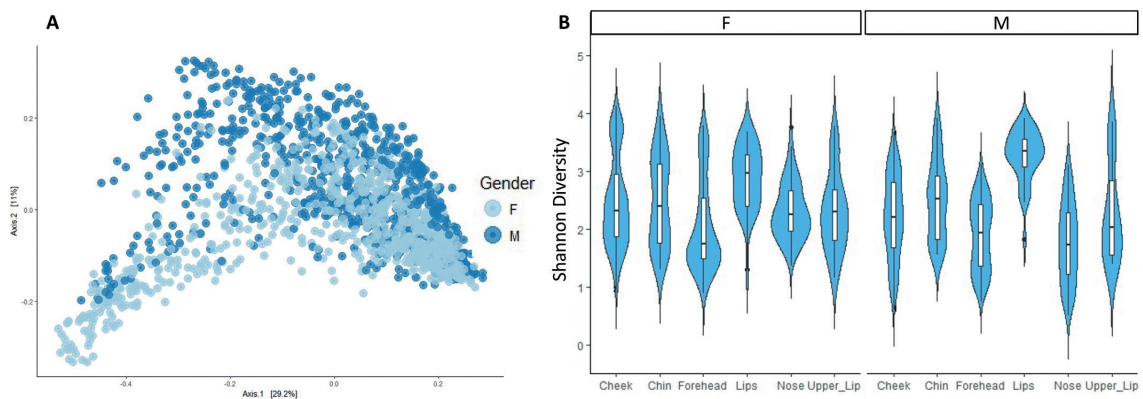 A
0.2
0.0
-0.2
Axis.2 [11%]
-0.4
-0.2
0.0
0.2
Axis.1 [29.2%]
Gender
F
M
B
F
M
5
4
3
2
1
0
Shannon Diversity
Cheek Chin Forehead Lips Nose Upper_Lip
Cheek Chin Forehead Lips Nose Upper_Lip